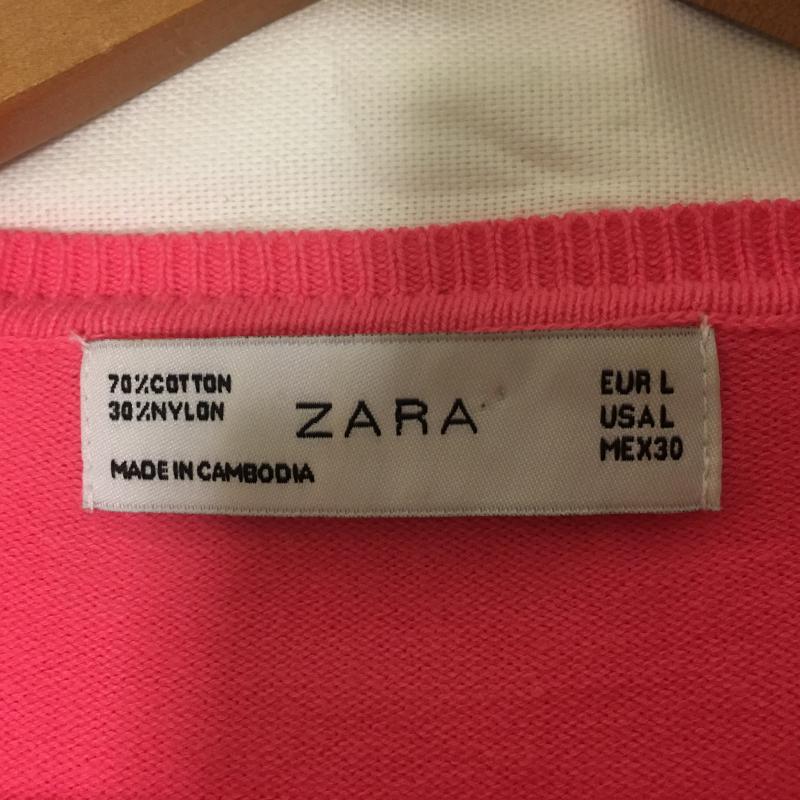 70%COTTON
30%NYLON
MADE IN CAMBODIA
ZARA
EUR L
USA L
MEX30